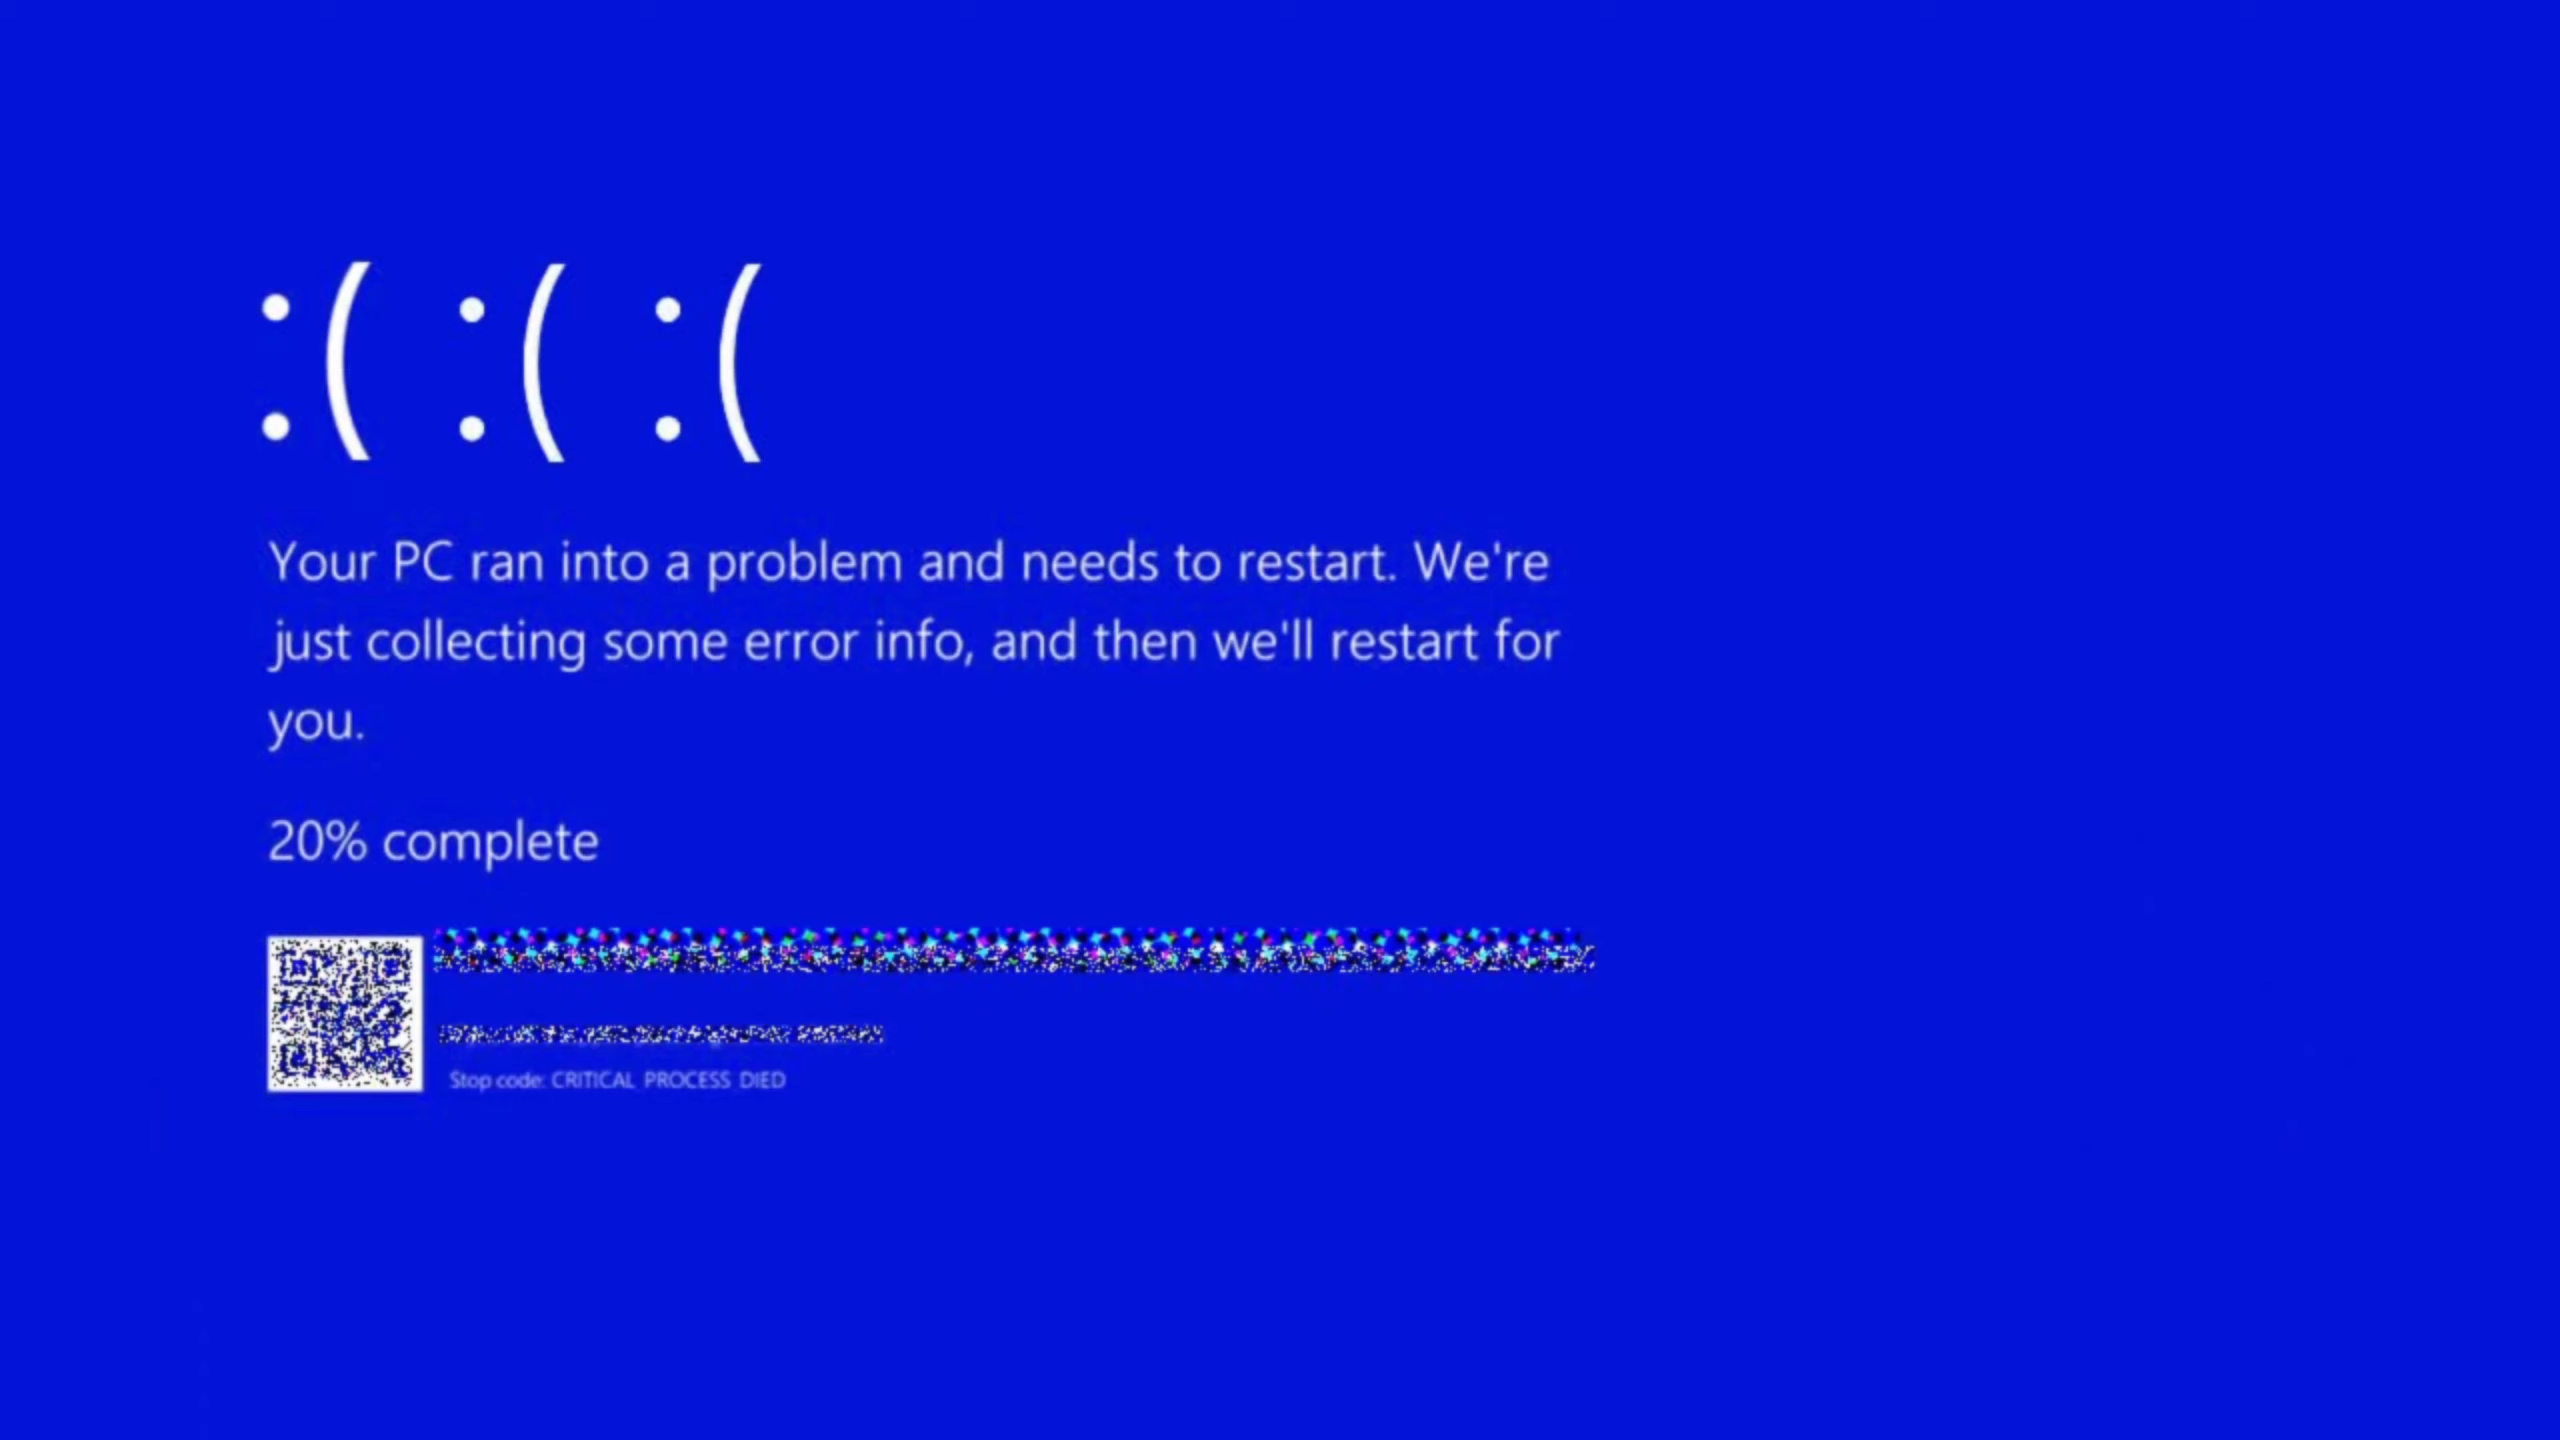 :( :( :(
Your PC ran into a problem and needs to restart. We're
just collecting some error info, and then we'll restart for
you.
20% complete
Stop code: CRITICAL PROCESS DIED